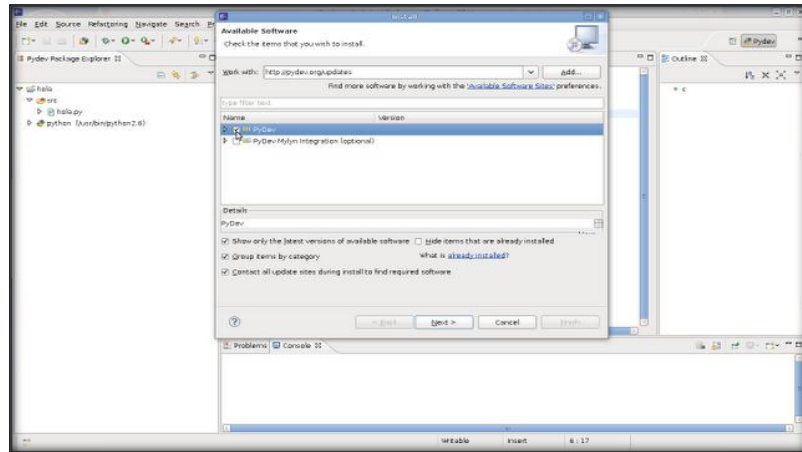 Install
File Edit Source Refactoring Navigate Search
Available Software
Check the items that you wish to install.
Pydev
Pydev Package Explorer
Outline
Work with: http://pydev.org/updates
Add...
Find more software by working with the 'Available Software Sites' preferences.
hola
src
hola.py
python (/usr/bin/python2.6)
type filter text
Name Version
PyDev
PyDev Mylyn Integration (optional)
Details
PyDev
Show only the latest versions of available software Hide items that are already installed
Group items by category What is already installed?
Contact all update sites during install to find required software
< Back Next > Cancel Finish
Problems Console
Writable Insert 6 : 17